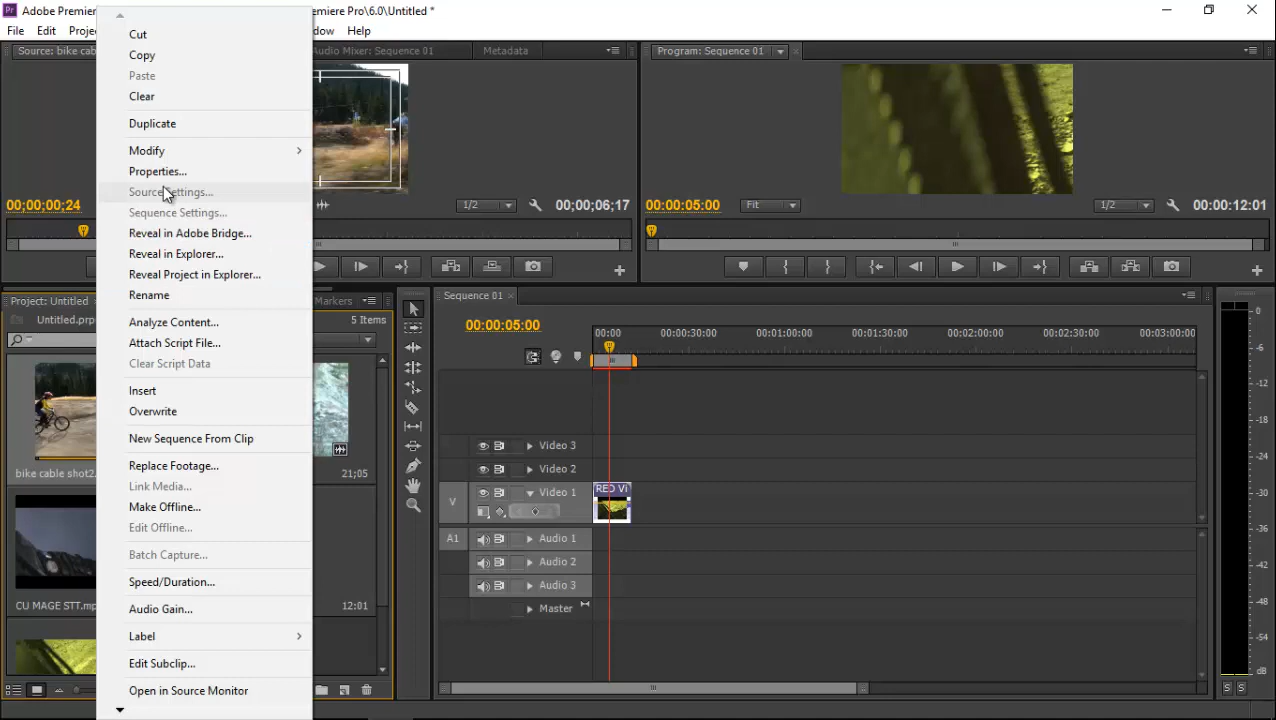 Adobe Premie
emiere Pro\6.0\Untitled *
File
Edit
Proje
dow
Help
Source: bike cab
Audio Mixer: Sequence 01
Metadata
Program: Sequence 01
Cut
Copy
Paste
Clear
Duplicate
Modify
Properties...
Source Settings...
Sequence Settings...
Reveal in Adobe Bridge...
Reveal in Explorer...
Reveal Project in Explorer...
Rename
Analyze Content...
Attach Script File...
Clear Script Data
Insert
Overwrite
New Sequence From Clip
Replace Footage...
Link Media...
Make Offline...
Edit Offline...
Batch Capture...
Speed/Duration...
Audio Gain...
Label
Edit Subclip...
Open in Source Monitor
00;00;00;24
1/2
00;00;06;17
00:00:05:00
Fit
1/2
00:00:12:01
Project: Untitled
Markers
Untitled.prp
5 Items
bike cable shot2.
21;05
CU MAGE STT.mp
12:01
Sequence 01
00:00:05:00
00:00
00:00:30:00
00:01:00:00
00:01:30:00
00:02:00:00
00:02:30:00
00:03:00:00
Video 3
Video 2
V
Video 1
RED Vi
A1
Audio 1
Audio 2
Audio 3
Master
0
-6
-12
-18
-24
-30
-36
-42
-48
-54
dB
S
S